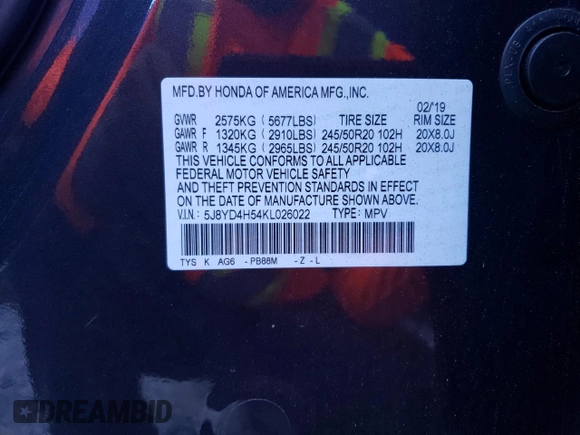 MFD.BY HONDA OF AMERICA MFG.,INC.
02/'19
GVWR 2575KG ( 5677LBS) TIRE SIZE RIM SIZE
GAWR F 1320KG ( 2910LBS) 245/50R20 102H 20X8.0J
GAWR R 1345KG ( 2965LBS) 245/50R20 102H 20X8.0J
THIS VEHICLE CONFORMS TO ALL APPLICABLE
FEDERAL MOTOR VEHICLE SAFETY
AND THEFT PREVENTION STANDARDS IN EFFECT
ON THE DATE OF MANUFACTURE SHOWN ABOVE.
V.I.N.: 5J8YD4H54KL026022 TYPE: MPV
TYS K AG6 - PB88M - Z - L
DREAMBID